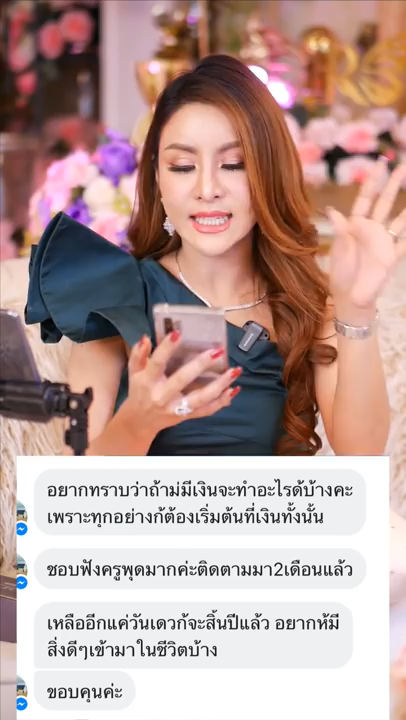 อยากทราบว่าถ้าม่มีเงินจะทำอะไรด้บ้างคะ
เพราะทุกอย่างก้ต้องเริ่มต้นที่เงินทั้งนั้น
ชอบฟังครูพุดมากค่ะติดตามมา2เดือนแล้ว
เหลืออีกแค่วันเดวก้จะสิ้นปีแล้ว อยากห้มี
สิ่งดีๆเข้ามาในชีวิตบ้าง
ขอบคุนค่ะ